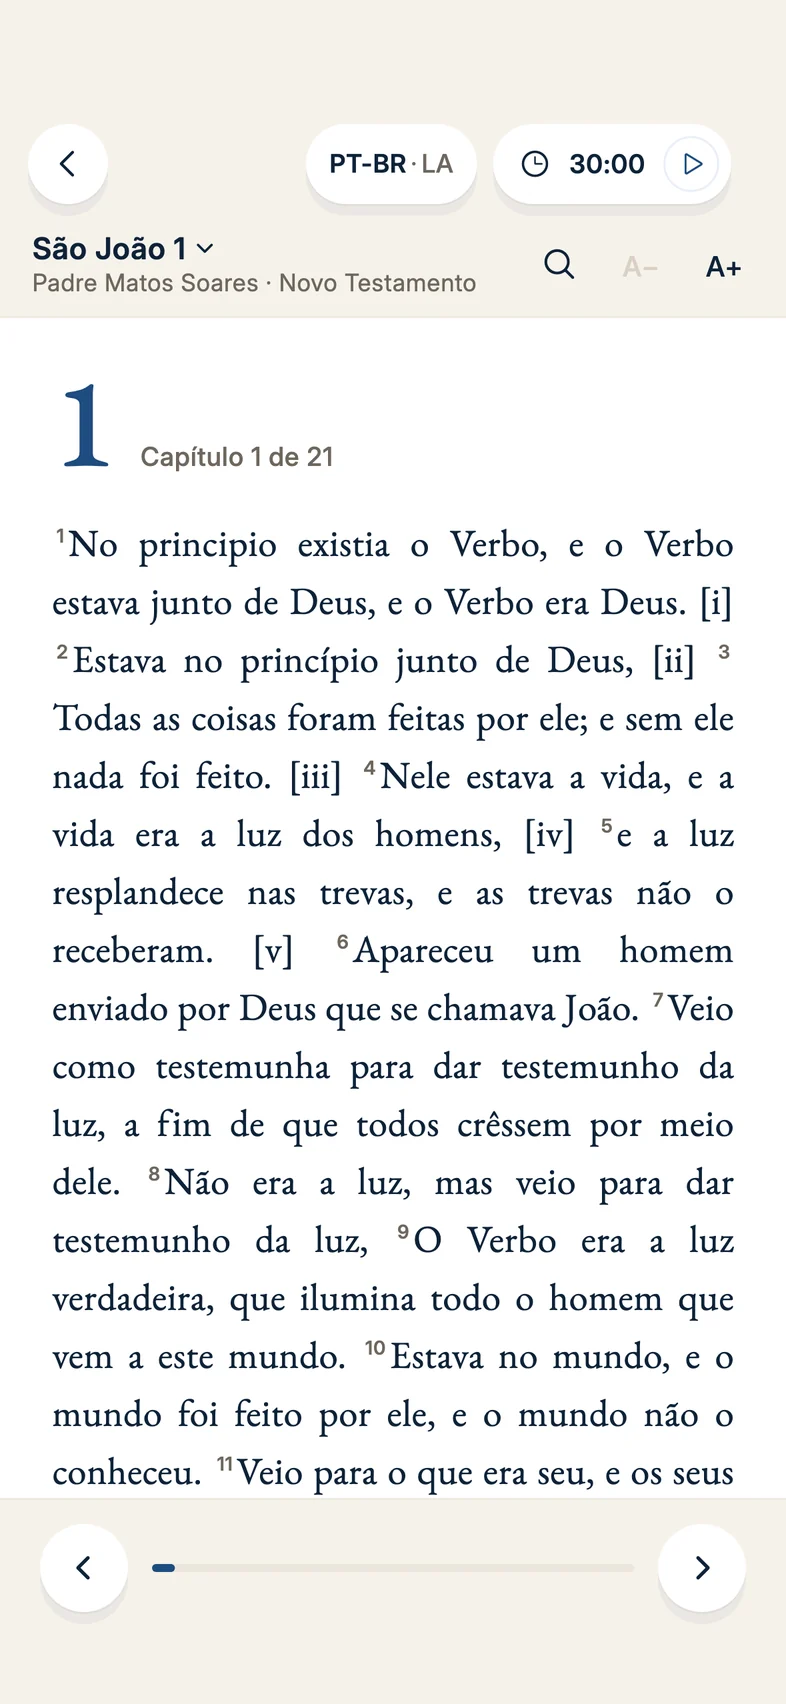 PT-BR · LA
30:00
São João 1
Padre Matos Soares · Novo Testamento
A−
A+
1
Capítulo 1 de 21
1No principio existia o Verbo, e o Verbo
estava junto de Deus, e o Verbo era Deus. [i]
2Estava no princípio junto de Deus, [ii] 3
Todas as coisas foram feitas por ele; e sem ele
nada foi feito. [iii] 4Nele estava a vida, e a
vida era a luz dos homens, [iv] 5e a luz
resplandece nas trevas, e as trevas não o
receberam. [v] 6Apareceu um homem
enviado por Deus que se chamava João. 7Veio
como testemunha para dar testemunho da
luz, a fim de que todos crêssem por meio
dele. 8Não era a luz, mas veio para dar
testemunho da luz, 9O Verbo era a luz
verdadeira, que ilumina todo o homem que
vem a este mundo. 10Estava no mundo, e o
mundo foi feito por ele, e o mundo não o
conheceu. 11Veio para o que era seu, e os seus